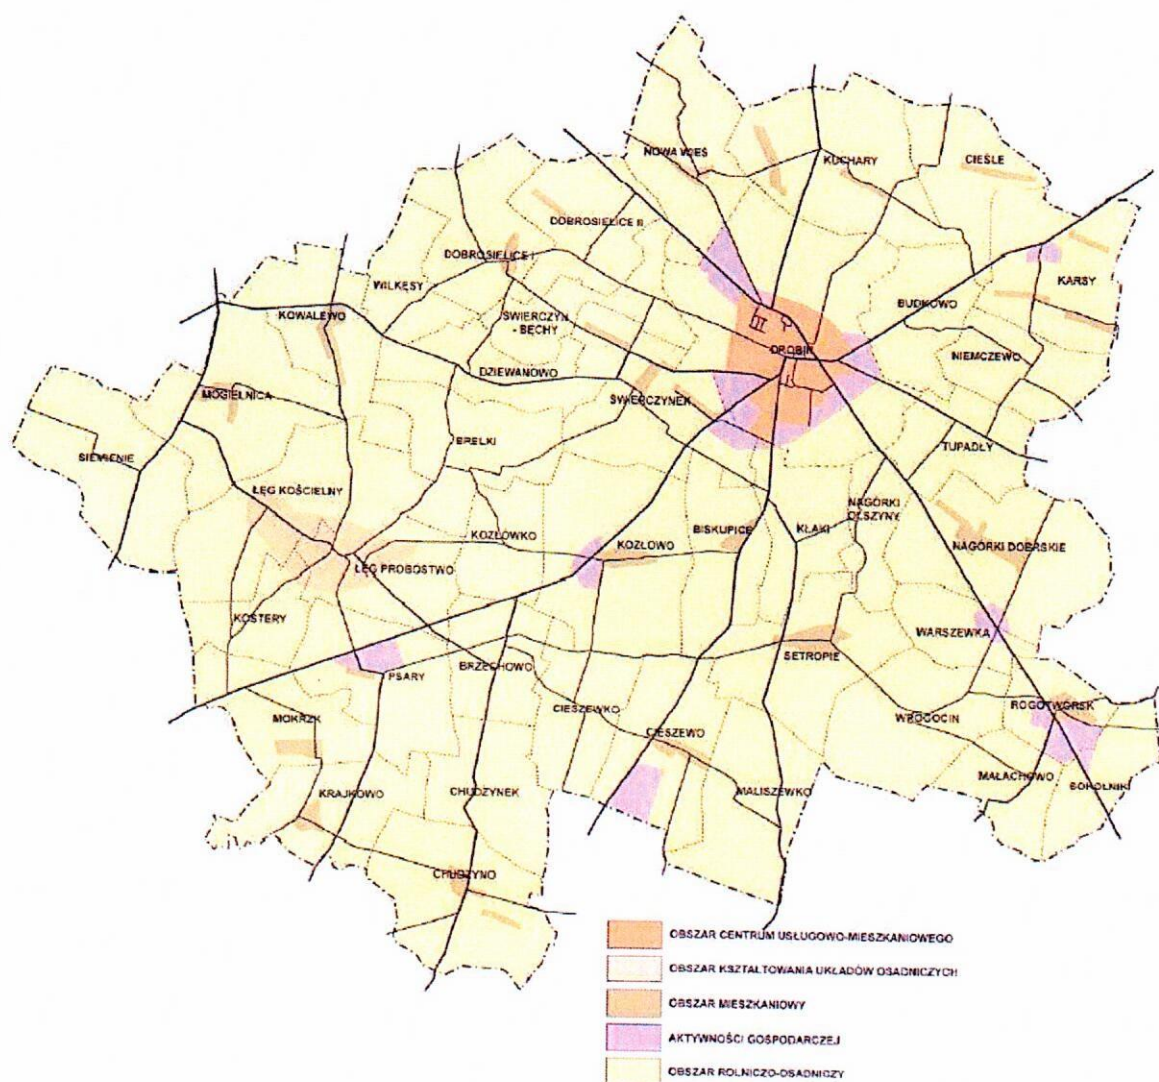 NOWA WIEŚ
KUCHARY
CIEŚLE
DOBROSIELICE II
DOBROSIELICE I
WILKĘSY
KARSY
BUDKOWO
KOWALEWO
ŚWIERCZYN
- BĘCHY
DROBIN
NIEMCZEWO
DZIEWANOWO
MOGIELNICA
ŚWIERCZYNEK
BRELKI
TUPADŁY
SIEMIENIE
ŁĘG KOŚCIELNY
NAGÓRKI
OLSZYNY
BISKUPICE
KŁAKI
KOZŁÓWKO
KOZŁOWO
NAGÓRKI DOBRSKIE
ŁĘG PROBOSTWO
KOSTERY
WARSZEWKA
SETROPIE
BRZECHOWO
PSARY
CIESZEWKO
ROGOTWÓRSK
MOKRZK
WROGOCIN
CIESZEWO
MAŁACHOWO
SOKOLNIKI
KRAJKOWO
CHUDZYNEK
MALISZEWKO
CHUDZYNO
OBSZAR CENTRUM USŁUGOWO-MIESZKANIOWEGO
OBSZAR KSZTAŁTOWANIA UKŁADÓW OSADNICZYCH
OBSZAR MIESZKANIOWY
AKTYWNOŚCI GOSPODARCZEJ
OBSZAR ROLNICZO-OSADNICZY